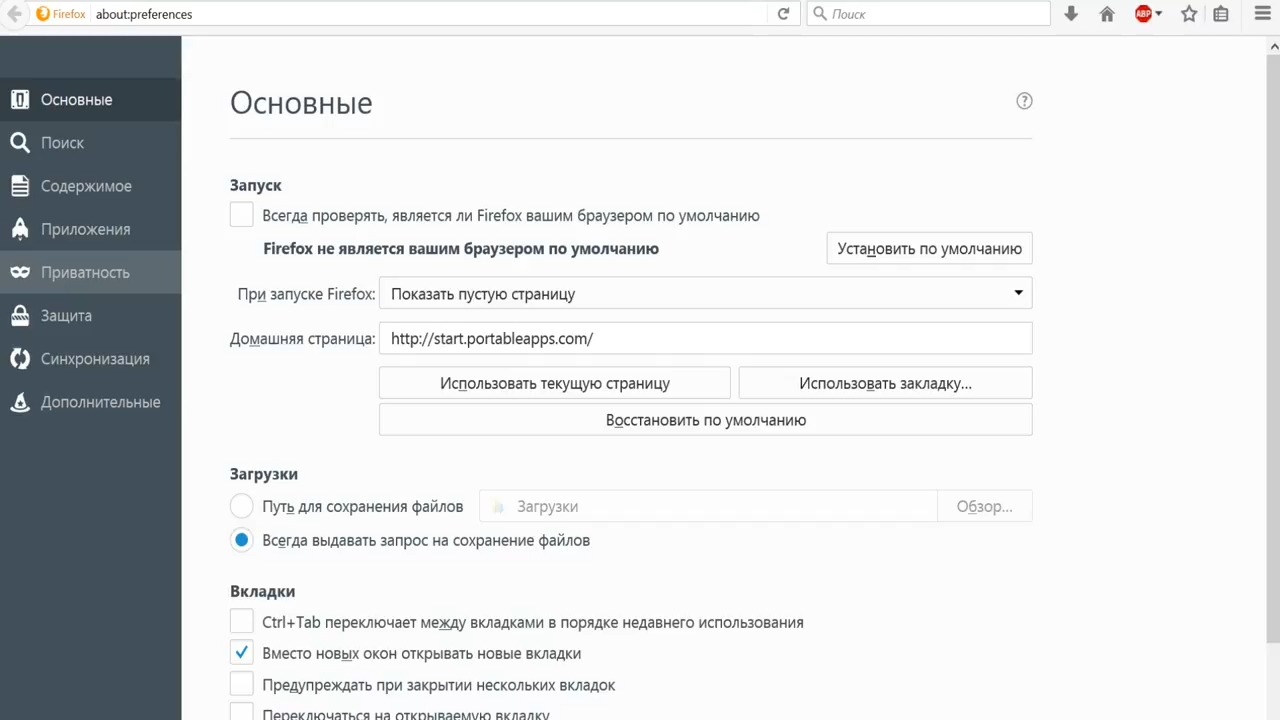 Firefox about:preferences Поиск ABP
Основные
Поиск
Содержимое
Приложения
Приватность
Защита
Синхронизация
Дополнительные
Основные ?
Запуск
Всегда проверять, является ли Firefox вашим браузером по умолчанию
Firefox не является вашим браузером по умолчанию Установить по умолчанию
При запуске Firefox: Показать пустую страницу
Домашняя страница: http://start.portableapps.com/
Использовать текущую страницу Использовать закладку...
Восстановить по умолчанию
Загрузки
Путь для сохранения файлов Загрузки Обзор...
Всегда выдавать запрос на сохранение файлов
Вкладки
Ctrl+Tab переключает между вкладками в порядке недавнего использования
Вместо новых окон открывать новые вкладки
Предупреждать при закрытии нескольких вкладок
Переключаться на открываемую вкладку